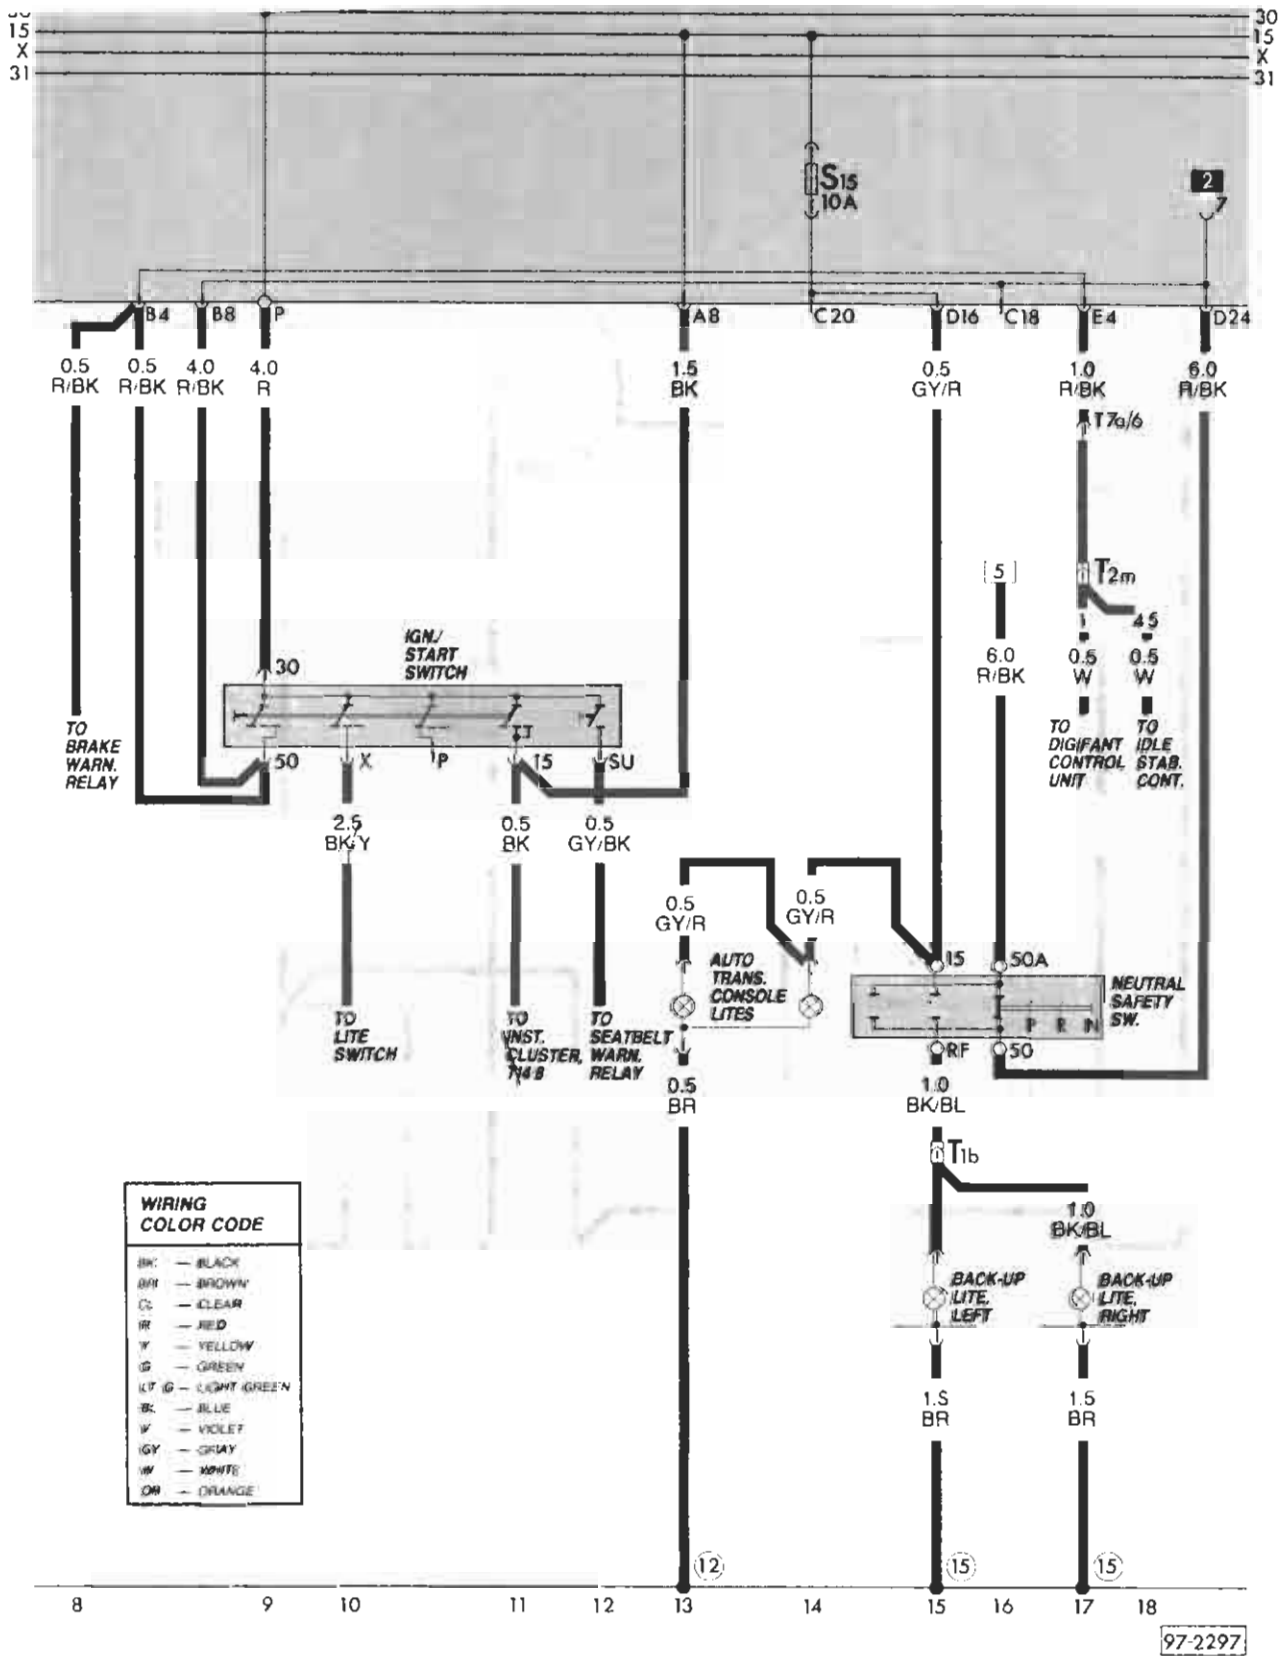 30 30
15 15
X X
31 31
S15
10A
2
7
B4 B8 P A8 C20 D16 C18 E4 D24
0.5 0.5 4.0 4.0 1.5 0.5 1.0 6.0
R/BK R/BK R/BK R BK GY/R R/BK R/BK
T7a/6
5
T2m
1 45
IGN./
START
SWITCH
30
6.0
R/BK
0.5 0.5
W W
TO
BRAKE
WARN.
RELAY
TO
DIGIFANT
CONTROL
UNIT
TO
IDLE
STAB.
CONT.
50 X P 15 SU
2.5 0.5 0.5
BK/Y BK GY/BK
0.5 0.5
GY/R GY/R
AUTO
TRANS.
CONSOLE
LITES
15 50A
NEUTRAL
SAFETY
SW.
P R N
TO
LITE
SWITCH
TO
INST.
CLUSTER,
T14B
TO
SEATBELT
WARN.
RELAY
RF 50
0.5
BR
1.0
BK/BL
T1b
1.0
BK/BL
WIRING
COLOR CODE
BK — BLACK
BR — BROWN
CL — CLEAR
R — RED
Y — YELLOW
G — GREEN
LT G — LIGHT GREEN
BL — BLUE
V — VIOLET
GY — GRAY
W — WHITE
OR — ORANGE
BACK-UP
LITE,
LEFT
BACK-UP
LITE,
RIGHT
1.5 1.5
BR BR
12 15 15
8 9 10 11 12 13 14 15 16 17 18
97-2297